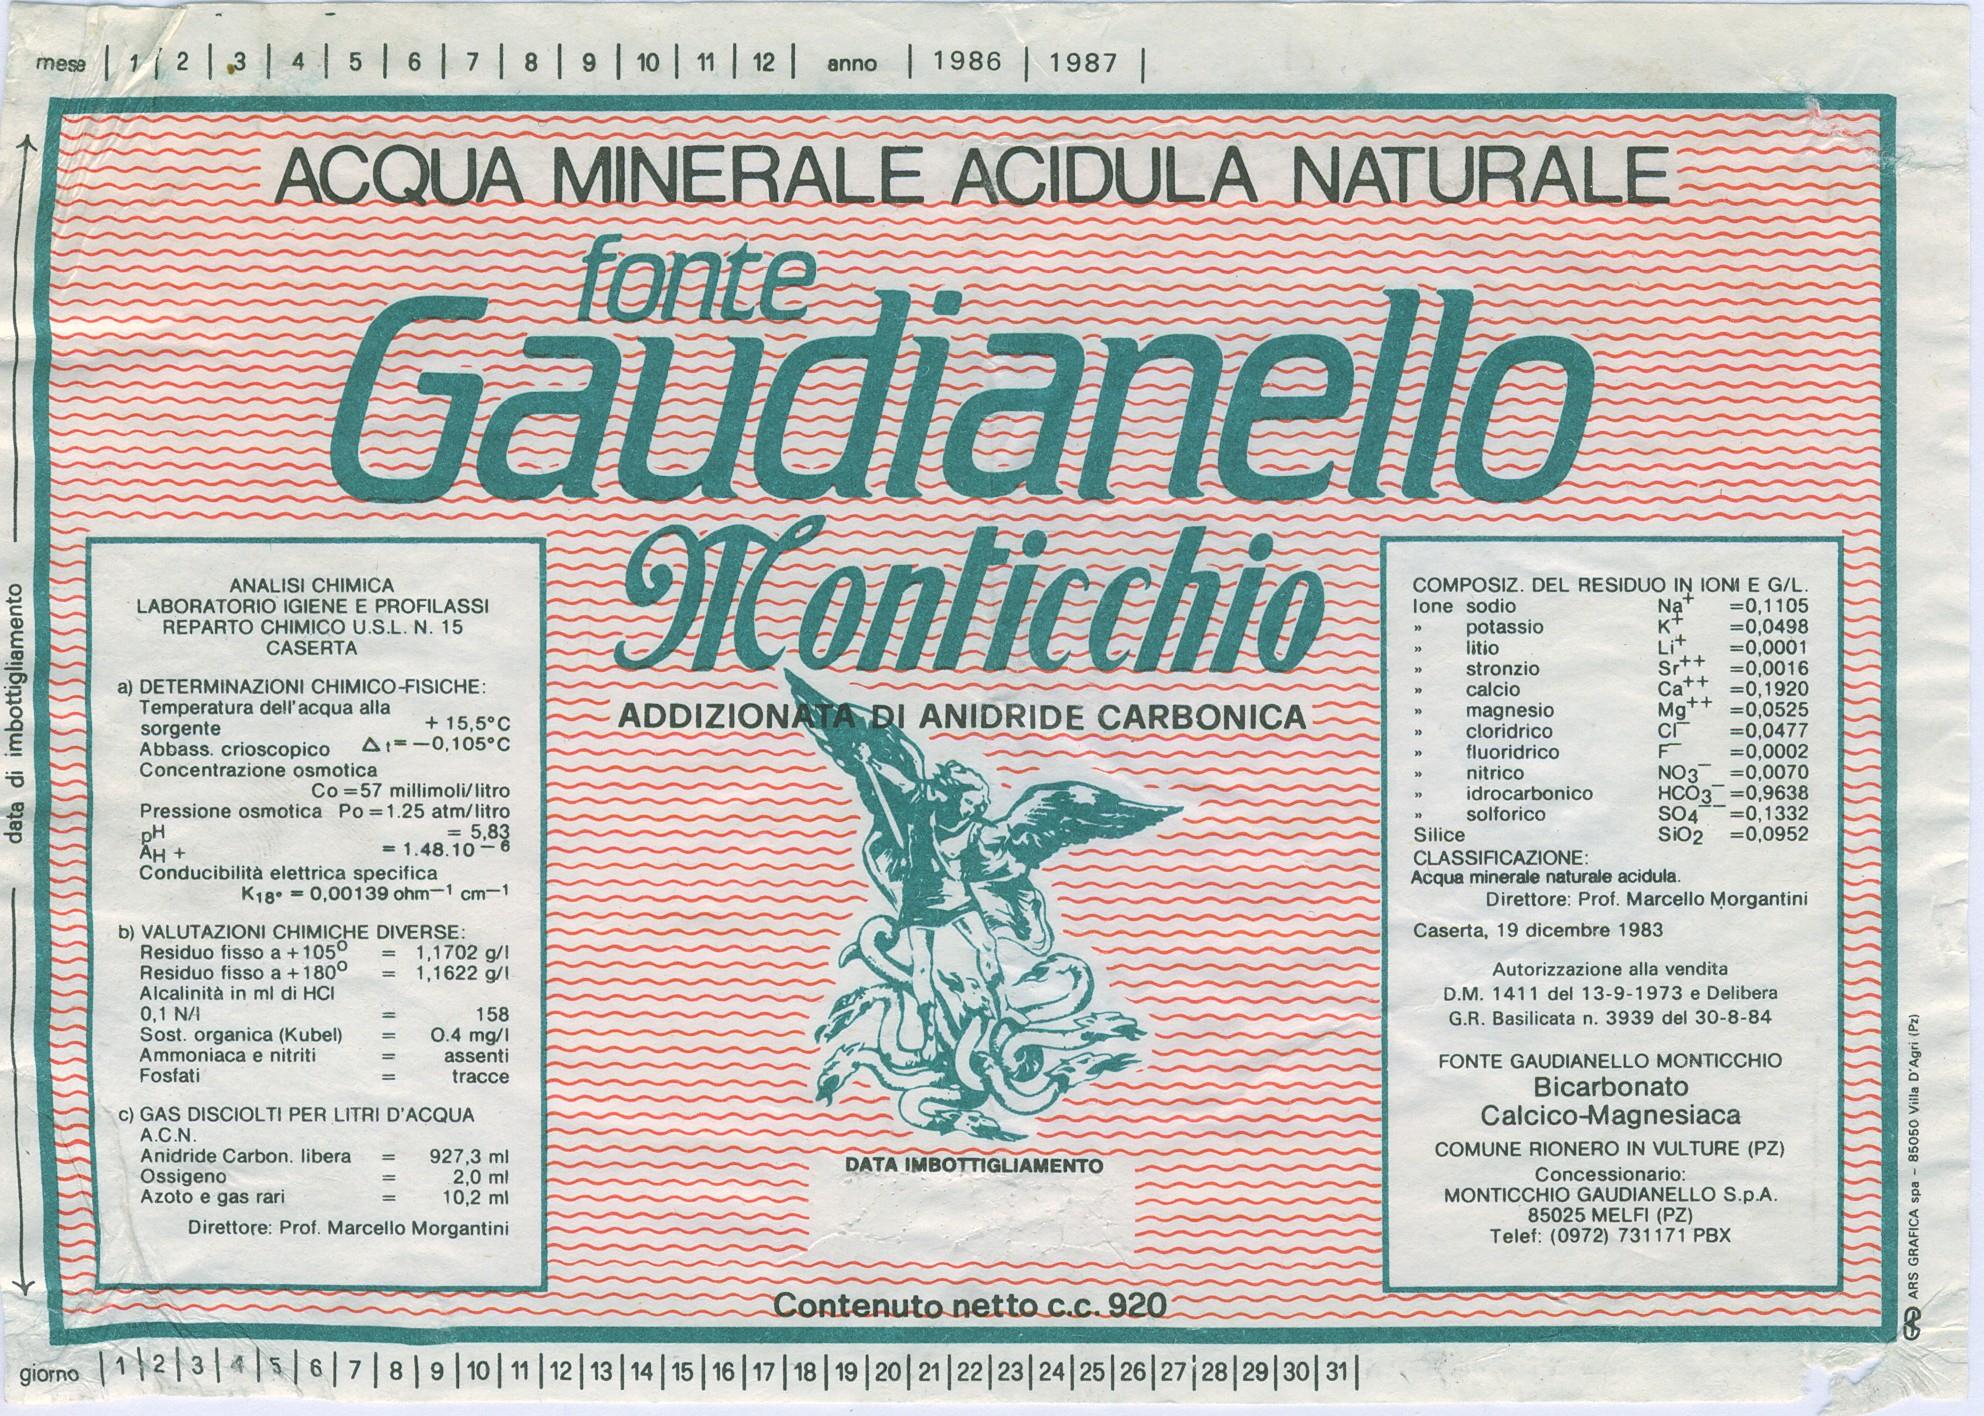 mese | 1 | 2 | 3 | 4 | 5 | 6 | 7 | 8 | 9 | 10 | 11 | 12 | anno | 1986 | 1987 |
data di imbottigliamento
ACQUA MINERALE ACIDULA NATURALE
fonte
Gaudianello
Monticchio
ADDIZIONATA DI ANIDRIDE CARBONICA
ANALISI CHIMICA
LABORATORIO IGIENE E PROFILASSI
REPARTO CHIMICO U.S.L. N. 15
CASERTA
a) DETERMINAZIONI CHIMICO-FISICHE:
Temperatura dell'acqua alla
sorgente + 15,5°C
Abbass. crioscopico Δt = -0,105°C
Concentrazione osmotica
Co = 57 millimoli/litro
Pressione osmotica Po = 1.25 atm/litro
pH = 5,83
AH + = 1.48.10⁻⁶
Conducibilità elettrica specifica
K18° = 0,00139 ohm⁻¹ cm⁻¹
b) VALUTAZIONI CHIMICHE DIVERSE:
Residuo fisso a + 105° = 1,1702 g/l
Residuo fisso a + 180° = 1,1622 g/l
Alcalinità in ml di HCl
0,1 N/l = 158
Sost. organica (Kubel) = 0.4 mg/l
Ammoniaca e nitriti = assenti
Fosfati = tracce
c) GAS DISCIOLTI PER LITRI D'ACQUA
A.C.N.
Anidride Carbon. libera = 927,3 ml
Ossigeno = 2,0 ml
Azoto e gas rari = 10,2 ml
Direttore: Prof. Marcello Morgantini
DATA IMBOTTIGLIAMENTO
Contenuto netto c.c. 920
COMPOSIZ. DEL RESIDUO IN IONI E G/L.
Ione sodio Na⁺ =0,1105
» potassio K⁺ =0,0498
» litio Li⁺ =0,0001
» stronzio Sr⁺⁺ =0,0016
» calcio Ca⁺⁺ =0,1920
» magnesio Mg⁺⁺ =0,0525
» cloridrico Cl⁻ =0,0477
» fluoridrico F⁻ =0,0002
» nitrico NO3⁻ =0,0070
» idrocarbonico HCO3⁻ =0,9638
» solforico SO4⁻⁻ =0,1332
Silice SiO2 =0,0952
CLASSIFICAZIONE:
Acqua minerale naturale acidula.
Direttore: Prof. Marcello Morgantini
Caserta, 19 dicembre 1983
Autorizzazione alla vendita
D.M. 1411 del 13-9-1973 e Delibera
G.R. Basilicata n. 3939 del 30-8-84
FONTE GAUDIANELLO MONTICCHIO
Bicarbonato
Calcico-Magnesiaca
COMUNE RIONERO IN VULTURE (PZ)
Concessionario:
MONTICCHIO GAUDIANELLO S.p.A.
85025 MELFI (PZ)
Telef: (0972) 731171 PBX
ARS GRAFICA spa - 85050 Villa D'Agri (Pz)
giorno | 1 | 2 | 3 | 4 | 5 | 6 | 7 | 8 | 9 | 10 | 11 | 12 | 13 | 14 | 15 | 16 | 17 | 18 | 19 | 20 | 21 | 22 | 23 | 24 | 25 | 26 | 27 | 28 | 29 | 30 | 31 |